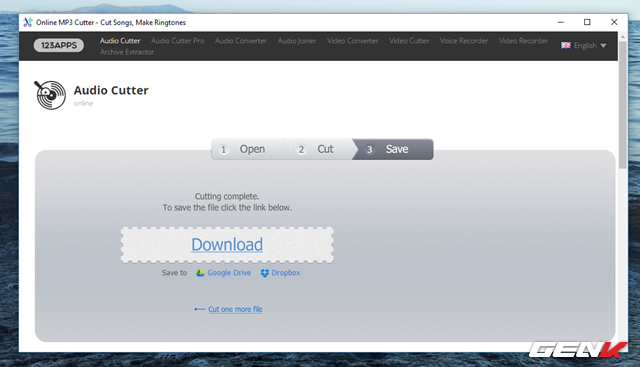 Online MP3 Cutter - Cut Songs, Make Ringtones
123APPS Audio Cutter Audio Cutter Pro Audio Converter Audio Joiner Video Converter Video Cutter Voice Recorder Video Recorder English
Archive Extractor
Audio Cutter
online
1 Open 2 Cut 3 Save
Cutting complete.
To save the file click the link below.
Download
Save to Google Drive Dropbox
Cut one more file
GENK